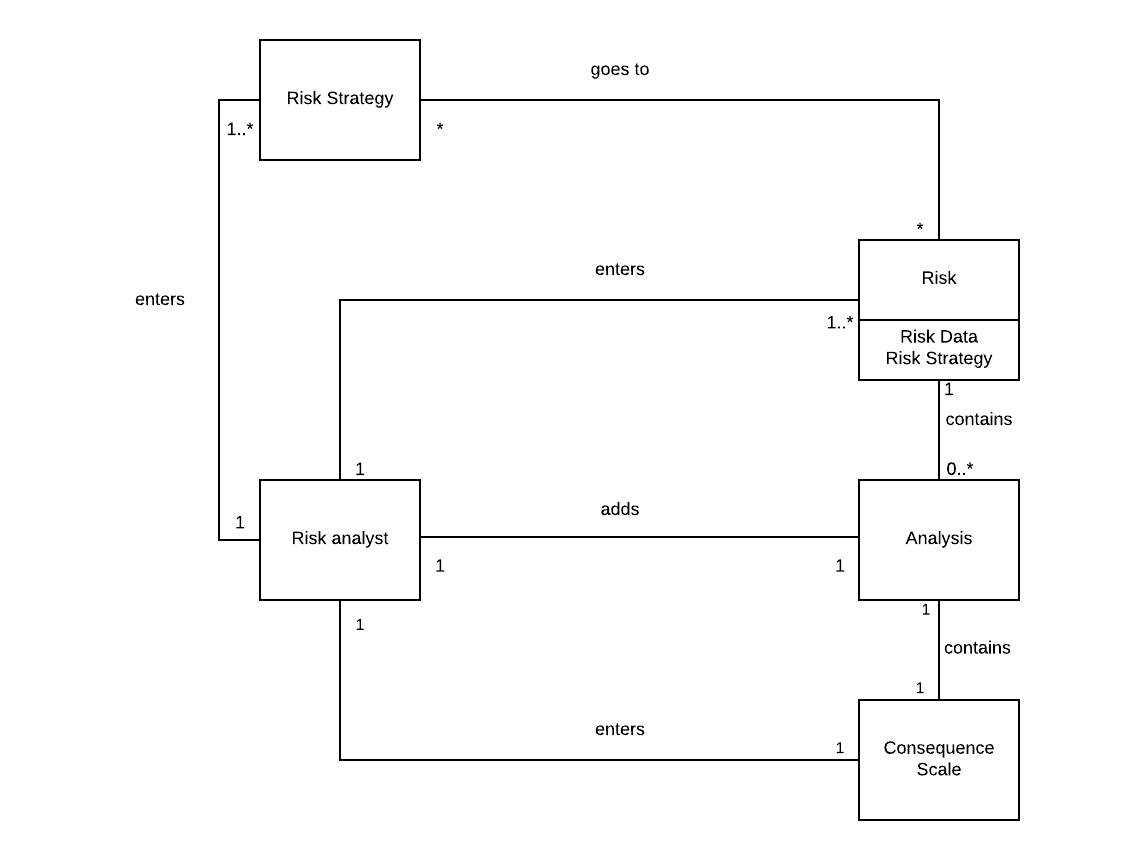 goes to
Risk Strategy
1..*
*
*
enters
Risk
enters
1..*
Risk Data
Risk Strategy
1
contains
1
0..*
adds
1
Risk analyst
Analysis
1
1
1
1
contains
1
enters
1
Consequence
Scale